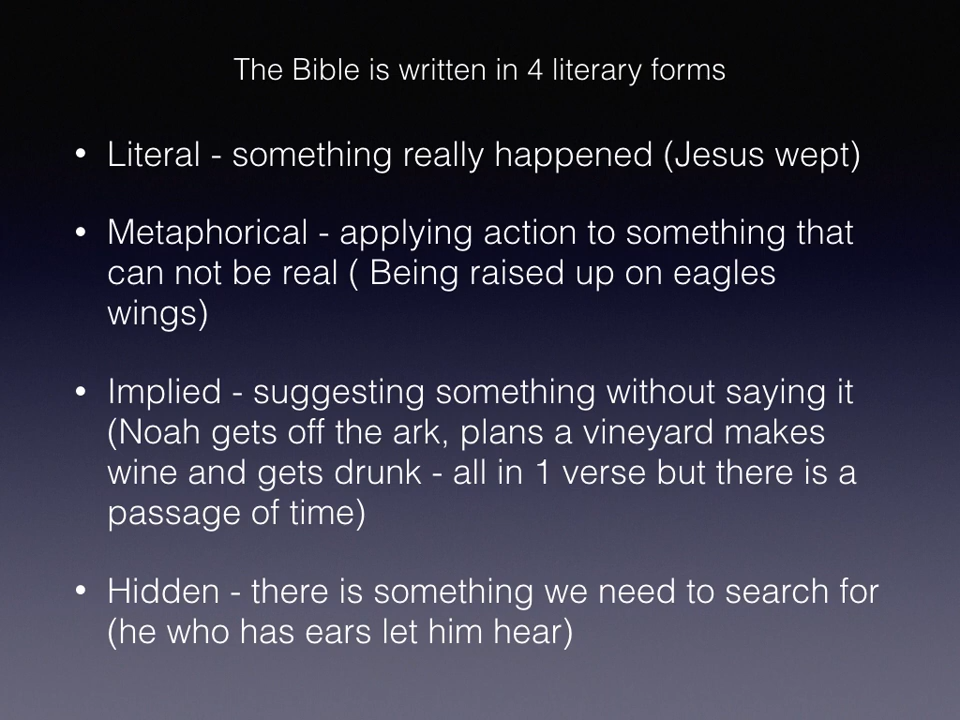 The Bible is written in 4 literary forms
• Literal - something really happened (Jesus wept)
• Metaphorical - applying action to something that
can not be real ( Being raised up on eagles
wings)
• Implied - suggesting something without saying it
(Noah gets off the ark, plans a vineyard makes
wine and gets drunk - all in 1 verse but there is a
passage of time)
• Hidden - there is something we need to search for
(he who has ears let him hear)